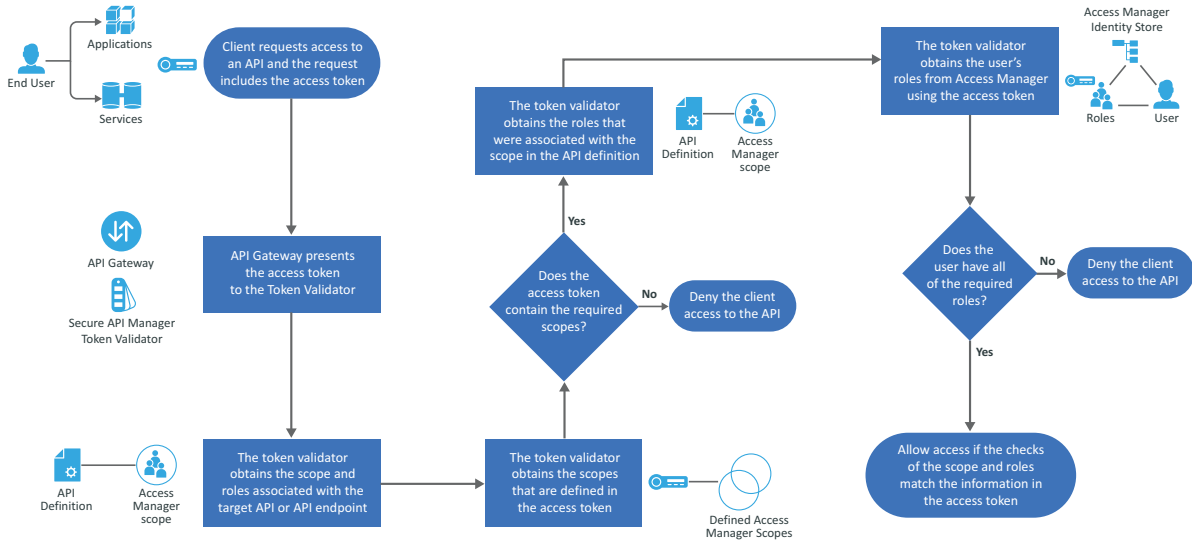 End User
Applications
Services
Client requests access to
an API and the request
includes the access token
API Gateway
Secure API Manager
Token Validator
API Gateway presents
the access token
to the Token Validator
API
Definition
Access
Manager
scope
The token validator
obtains the scope and
roles associated with the
target API or API endpoint
The token validator
obtains the scopes
that are defined in
the access token
Defined Access
Manager Scopes
Does the
access token
contain the required
scopes?
No
Deny the client
access to the API
Yes
The token validator
obtains the roles that
were associated with the
scope in the API definition
API
Definition
Access
Manager
scope
The token validator
obtains the user’s
roles from Access Manager
using the access token
Access Manager
Identity Store
Roles
User
Does the
user have all
of the required
roles?
No
Deny the client
access to the API
Yes
Allow access if the checks
of the scope and roles
match the information in
the access token